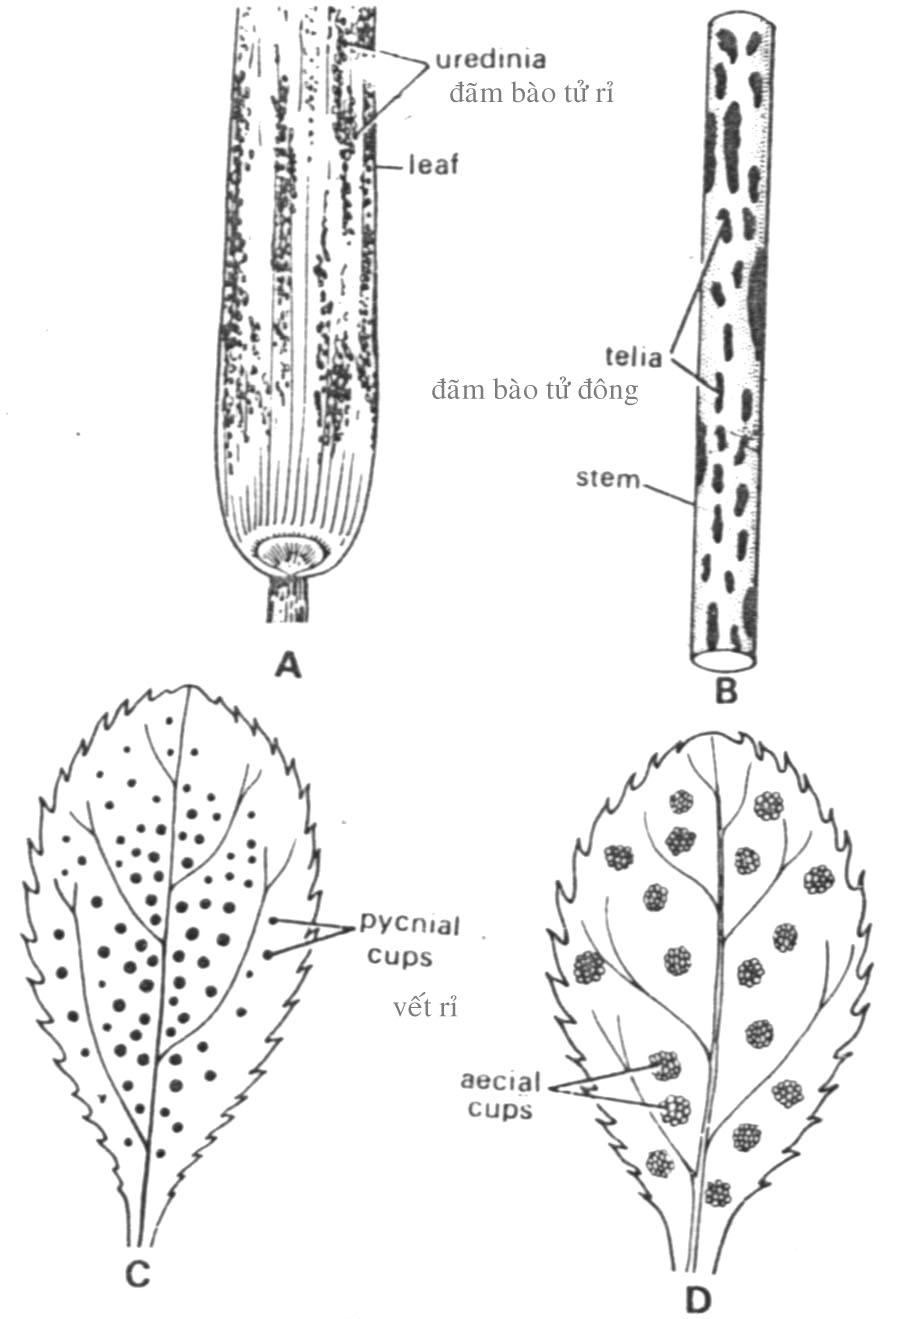 uredinia
đãm bào tử rỉ
leaf
telia
đãm bào tử đông
stem
A
B
pycnial
cups
vết rỉ
aecial
cups
C
D